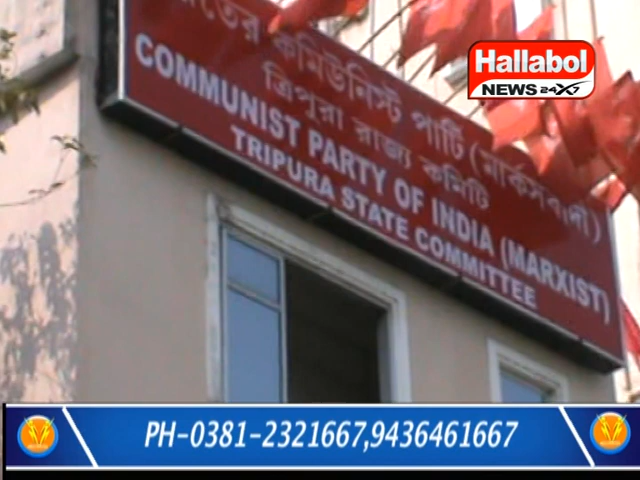 Hallabol
NEWS 24X7
কমিউনিস্ট পার্টি (মার্কসবাদী)
ত্রিপুরা রাজ্য কমিটি
COMMUNIST PARTY OF INDIA (MARXIST)
TRIPURA STATE COMMITTEE
PH-0381-2321667,9436461667